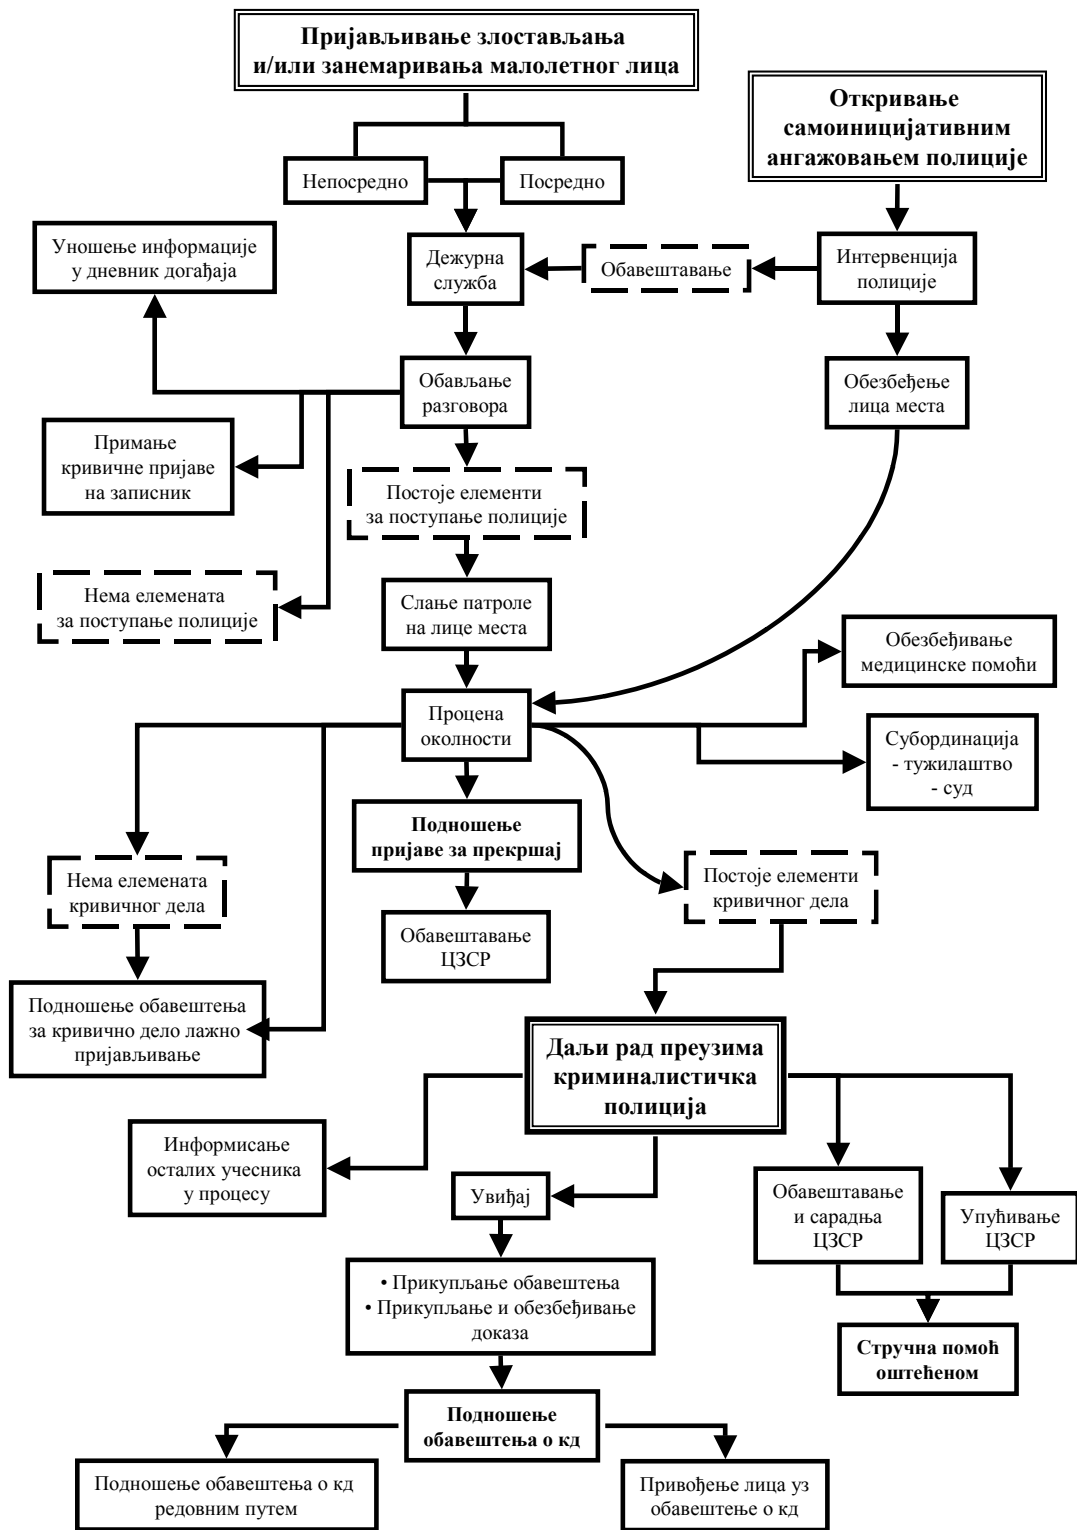 Пријављивање злостављања
и/или занемаривања малолетног лица
Откривање
самоиницијативним
ангажовањем полиције
Непосредно
Посредно
Уношење информације
у дневник догађаја
Дежурна
служба
Обавештавање
Интервенција
полиције
Обављање
разговора
Обезбеђење
лица места
Примање
кривичне пријаве
на записник
Постоје елементи
за поступање полиције
Нема елемената
за поступање полиције
Слање патроле
на лице места
Обезбеђивање
медицинске помоћи
Процена
околности
Субординација
- тужилаштво
- суд
Подношење
пријаве за прекршај
Нема елемената
кривичног дела
Постоје елементи
кривичног дела
Обавештавање
ЦЗСР
Подношење обавештења
за кривично дело лажно
пријављивање
Даљи рад преузима
криминалистичка
полиција
Информисање
осталих учесника
у процесу
Увиђај
Обавештавање
и сарадња
ЦЗСР
Упућивање
ЦЗСР
• Прикупљање обавештења
• Прикупљање и обезбеђивање
доказа
Стручна помоћ
оштећеном
Подношење
обавештења о кд
Подношење обавештења о кд
редовним путем
Привођење лица уз
обавештење о кд